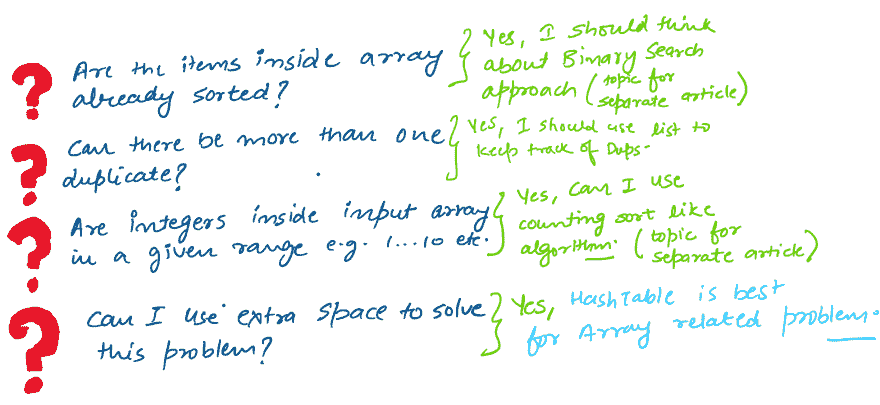 ? Are the items inside array already sorted?
Yes, I should think
about Binary Search
approach (topic for
separate article)
? Can there be more than one
duplicate?
Yes, I should use list to
keep track of Dups.
? Are integers inside input array
in a given range e.g. 1...10 etc.
Yes, Can I use
counting sort like
algorithm. (topic for
separate article)
? Can I use extra space to solve
this problem?
Yes, HashTable is best
for Array related problem.